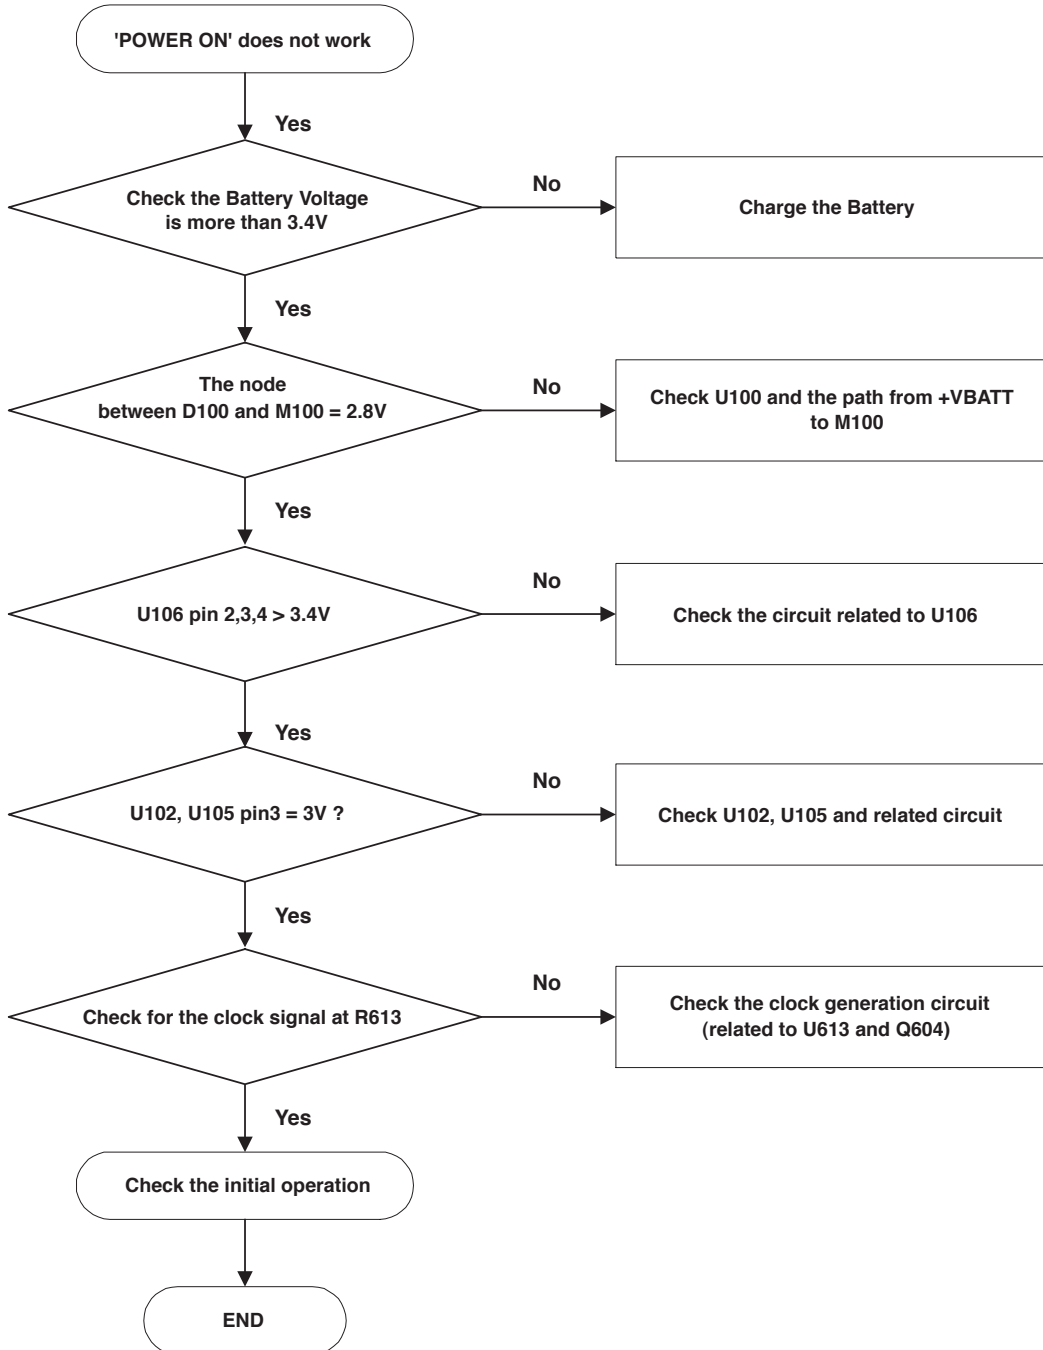 'POWER ON' does not work
Yes
Check the Battery Voltage
is more than 3.4V
No
Charge the Battery
Yes
The node
between D100 and M100 = 2.8V
No
Check U100 and the path from +VBATT
to M100
Yes
U106 pin 2,3,4 > 3.4V
No
Check the circuit related to U106
Yes
U102, U105 pin3 = 3V ?
No
Check U102, U105 and related circuit
Yes
Check for the clock signal at R613
No
Check the clock generation circuit
(related to U613 and Q604)
Yes
Check the initial operation
END